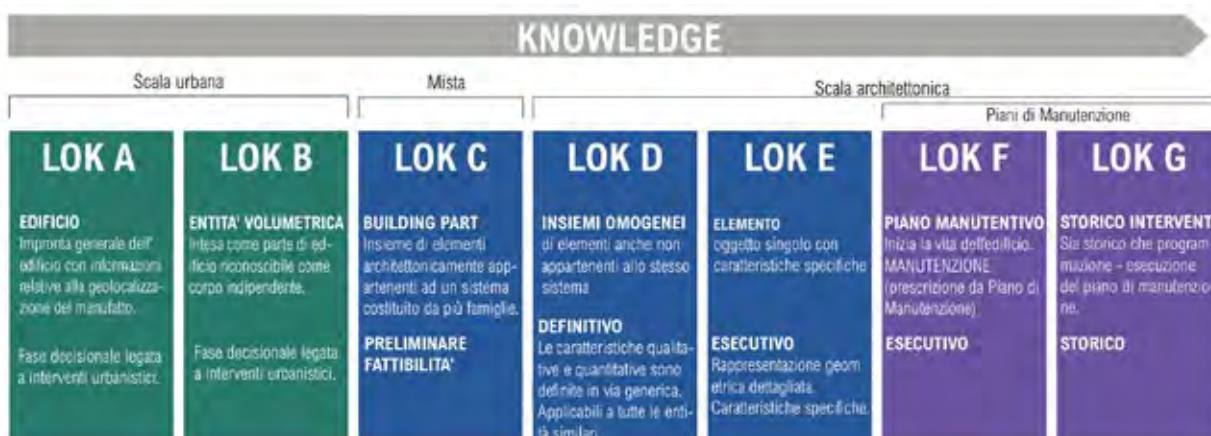 KNOWLEDGE
Scala urbana
Mista
Scala architettonica
Piani di Manutenzione
LOK A
EDIFICIO
Impronta generale dell'
edificio con informazioni
relative alla geolocalizza-
zione del manufatto.
Fase decisionale legata
a interventi urbanistici.
LOK B
ENTITA' VOLUMETRICA
Intesa come parte di ed-
ificio riconoscibile come
corpo indipendente.
Fase decisionale legata
a interventi urbanistici.
LOK C
BUILDING PART
Insieme di elementi
architettonicamente app-
artenenti ad un sistema
costituito da più famiglie.
PRELIMINARE
FATTIBILITA'
LOK D
INSIEMI OMOGENEI
di elementi anche non
appartenenti allo stesso
sistema
DEFINITIVO
Le caratteristiche qualita-
tive e quantitative sono
definite in via generica.
Applicabili a tutte le enti-
tà similari.
LOK E
ELEMENTO
oggetto singolo con
caratteristiche specifiche
ESECUTIVO
Rappresentazione geom
etrica dettagliata.
Caratteristiche specifiche.
LOK F
PIANO MANUTENTIVO
Inizia la vita dell'edificio.
MANUTENZIONE
(prescrizione da Piano di
Manutenzione)
ESECUTIVO
LOK G
STORICO INTERVENT
Sia storico che program
mazione - esecuzione
del piano di manutenzio
ne.
STORICO